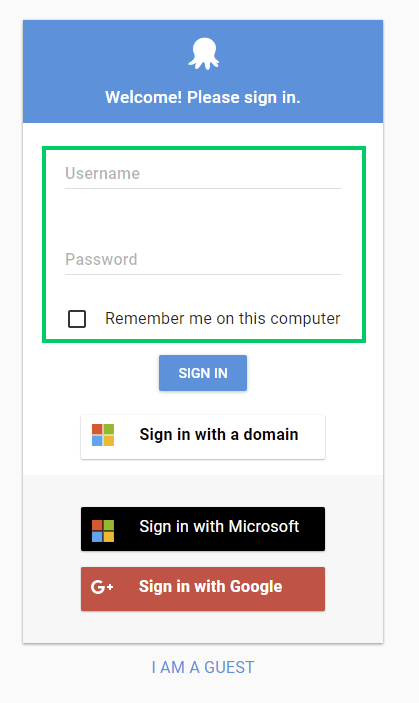 Welcome! Please sign in.
Username
Password
Remember me on this computer
SIGN IN
Sign in with a domain
Sign in with Microsoft
G+
Sign in with Google
I AM A GUEST